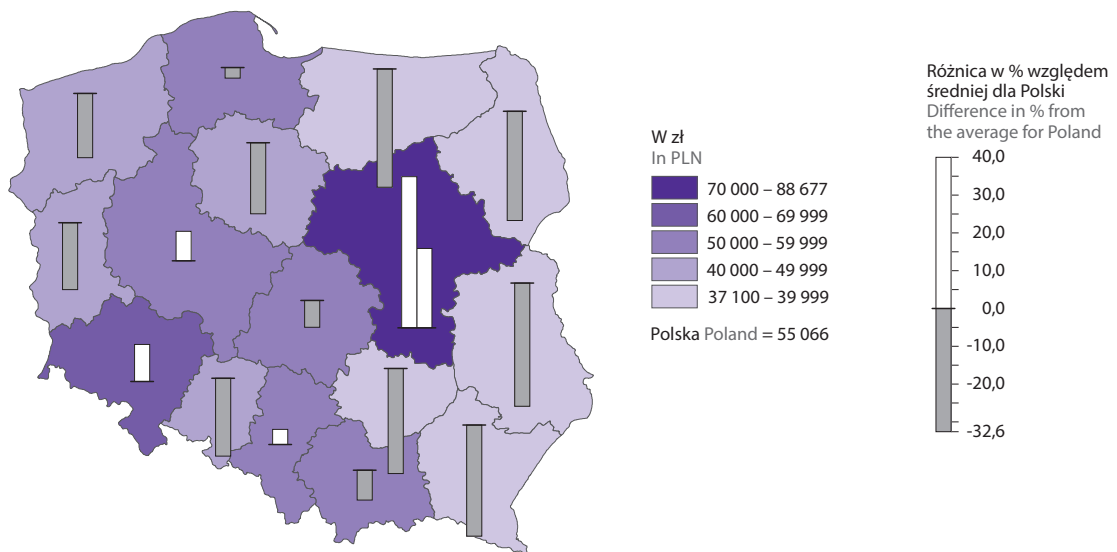 W zł
In PLN
70 000 – 88 677
60 000 – 69 999
50 000 – 59 999
40 000 – 49 999
37 100 – 39 999
Polska Poland = 55 066
Różnica w % względem
średniej dla Polski
Difference in % from
the average for Poland
40,0
30,0
20,0
10,0
0,0
-10,0
-20,0
-32,6